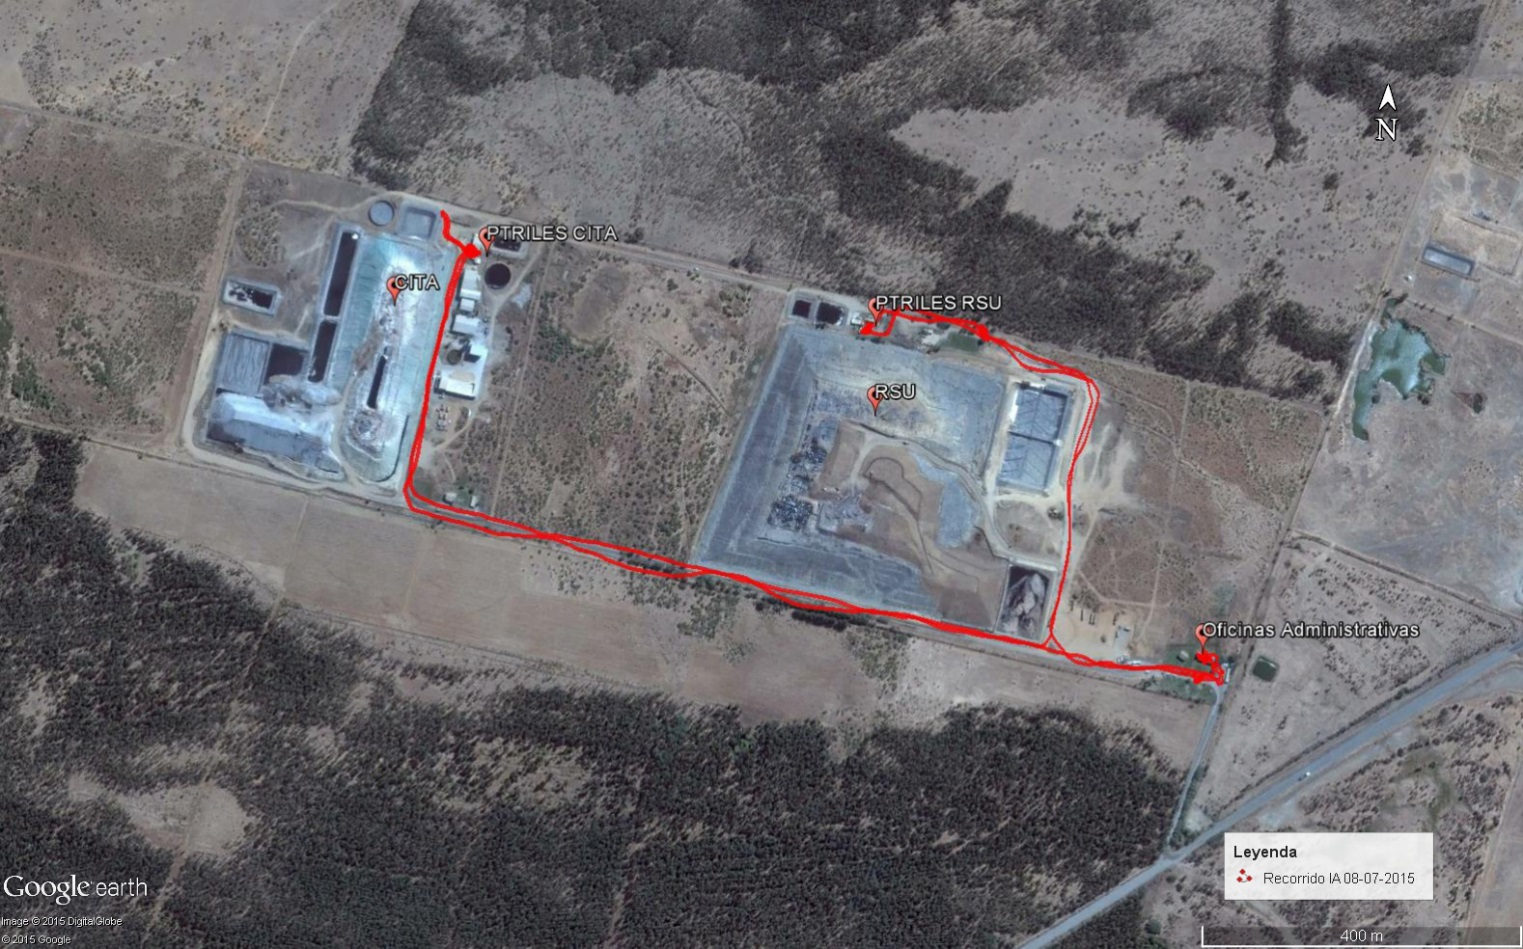 N
PTRILES CITA
CITA
PTRILES RSU
RSU
Oficinas Administrativas
Leyenda
Recorrido IA 08-07-2015
Google earth
Image © 2015 DigitalGlobe
© 2015 Google
400 m